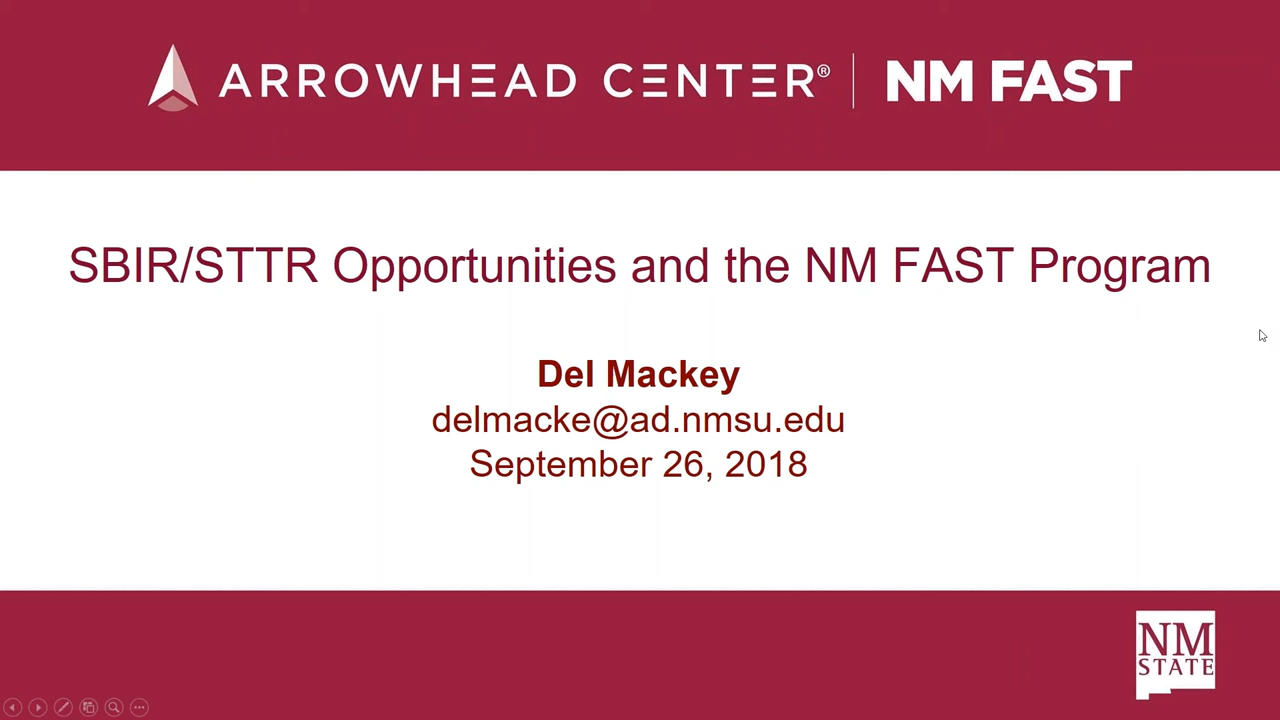 ARROWHEAD CENTER® | NM FAST
SBIR/STTR Opportunities and the NM FAST Program
Del Mackey
delmacke@ad.nmsu.edu
September 26, 2018
NM
STATE